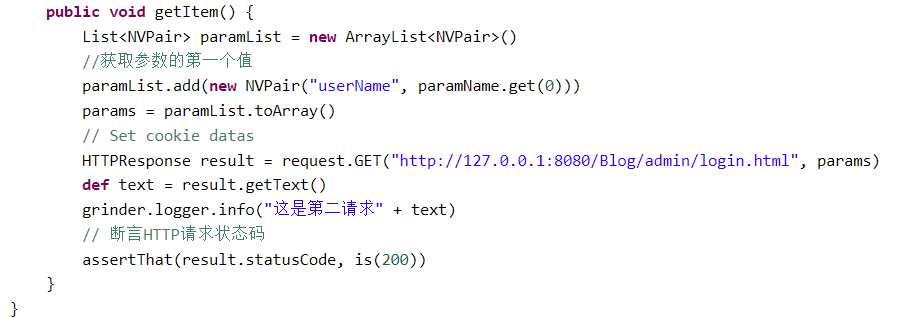 public void getItem() {
List<NVPair> paramList = new ArrayList<NVPair>()
//获取参数的第一个值
paramList.add(new NVPair("userName", paramName.get(0)))
params = paramList.toArray()
// Set cookie datas
HTTPResponse result = request.GET("http://127.0.0.1:8080/Blog/admin/login.html", params)
def text = result.getText()
grinder.logger.info("这是第二请求" + text)
// 断言HTTP请求状态码
assertThat(result.statusCode, is(200))
}
}